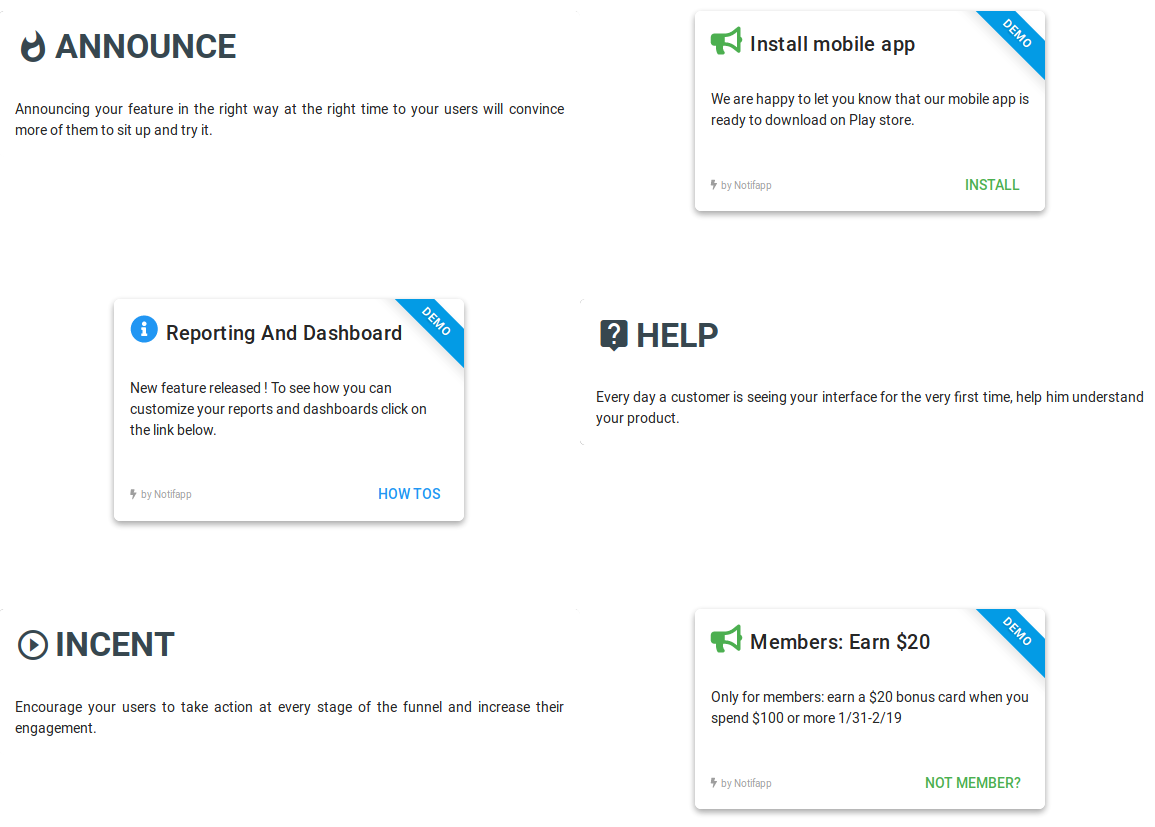 ANNOUNCE
Announcing your feature in the right way at the right time to your users will convince
more of them to sit up and try it.
DEMO
Install mobile app
We are happy to let you know that our mobile app is
ready to download on Play store.
by Notifapp
INSTALL
DEMO
Reporting And Dashboard
New feature released ! To see how you can
customize your reports and dashboards click on
the link below.
by Notifapp
HOW TOS
HELP
Every day a customer is seeing your interface for the very first time, help him understand
your product.
INCENT
Encourage your users to take action at every stage of the funnel and increase their
engagement.
DEMO
Members: Earn $20
Only for members: earn a $20 bonus card when you
spend $100 or more 1/31-2/19
by Notifapp
NOT MEMBER?